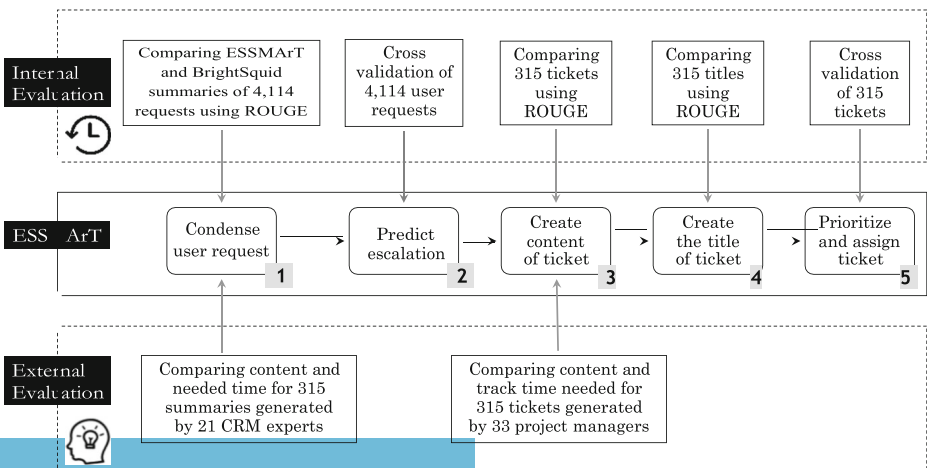 Internal
Evaluation
Comparing ESSMArT
and BrightSquid
summaries of 4,114
requests using ROUGE
Cross
validation of
4,114 user
requests
Comparing
315 tickets
using
ROUGE
Comparing
315 titles
using
ROUGE
Cross
validation
of 315
tickets
ESS ArT
Condense
user request
1
Predict
escalation
2
Create
content
of ticket
3
Create
the title
of ticket
4
Prioritize
and assign
ticket
5
External
Evaluation
Comparing content and
needed time for 315
summaries generated
by 21 CRM experts
Comparing content and
track time needed for
315 tickets generated
by 33 project managers